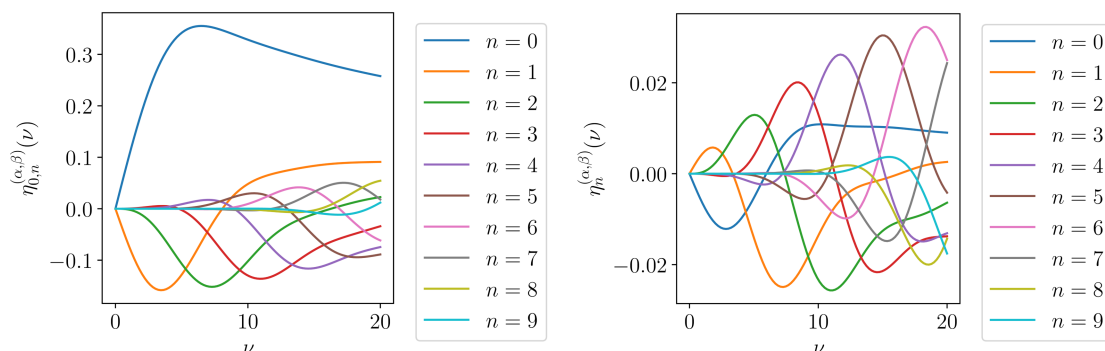 η_{0,n}^{(α,β)}(ν)
0.3
0.2
0.1
0.0
−0.1
0
10
20
ν
n = 0
n = 1
n = 2
n = 3
n = 4
n = 5
n = 6
n = 7
n = 8
n = 9
η_n^{(α,β)}(ν)
0.02
0.00
−0.02
0
10
20
ν
n = 0
n = 1
n = 2
n = 3
n = 4
n = 5
n = 6
n = 7
n = 8
n = 9